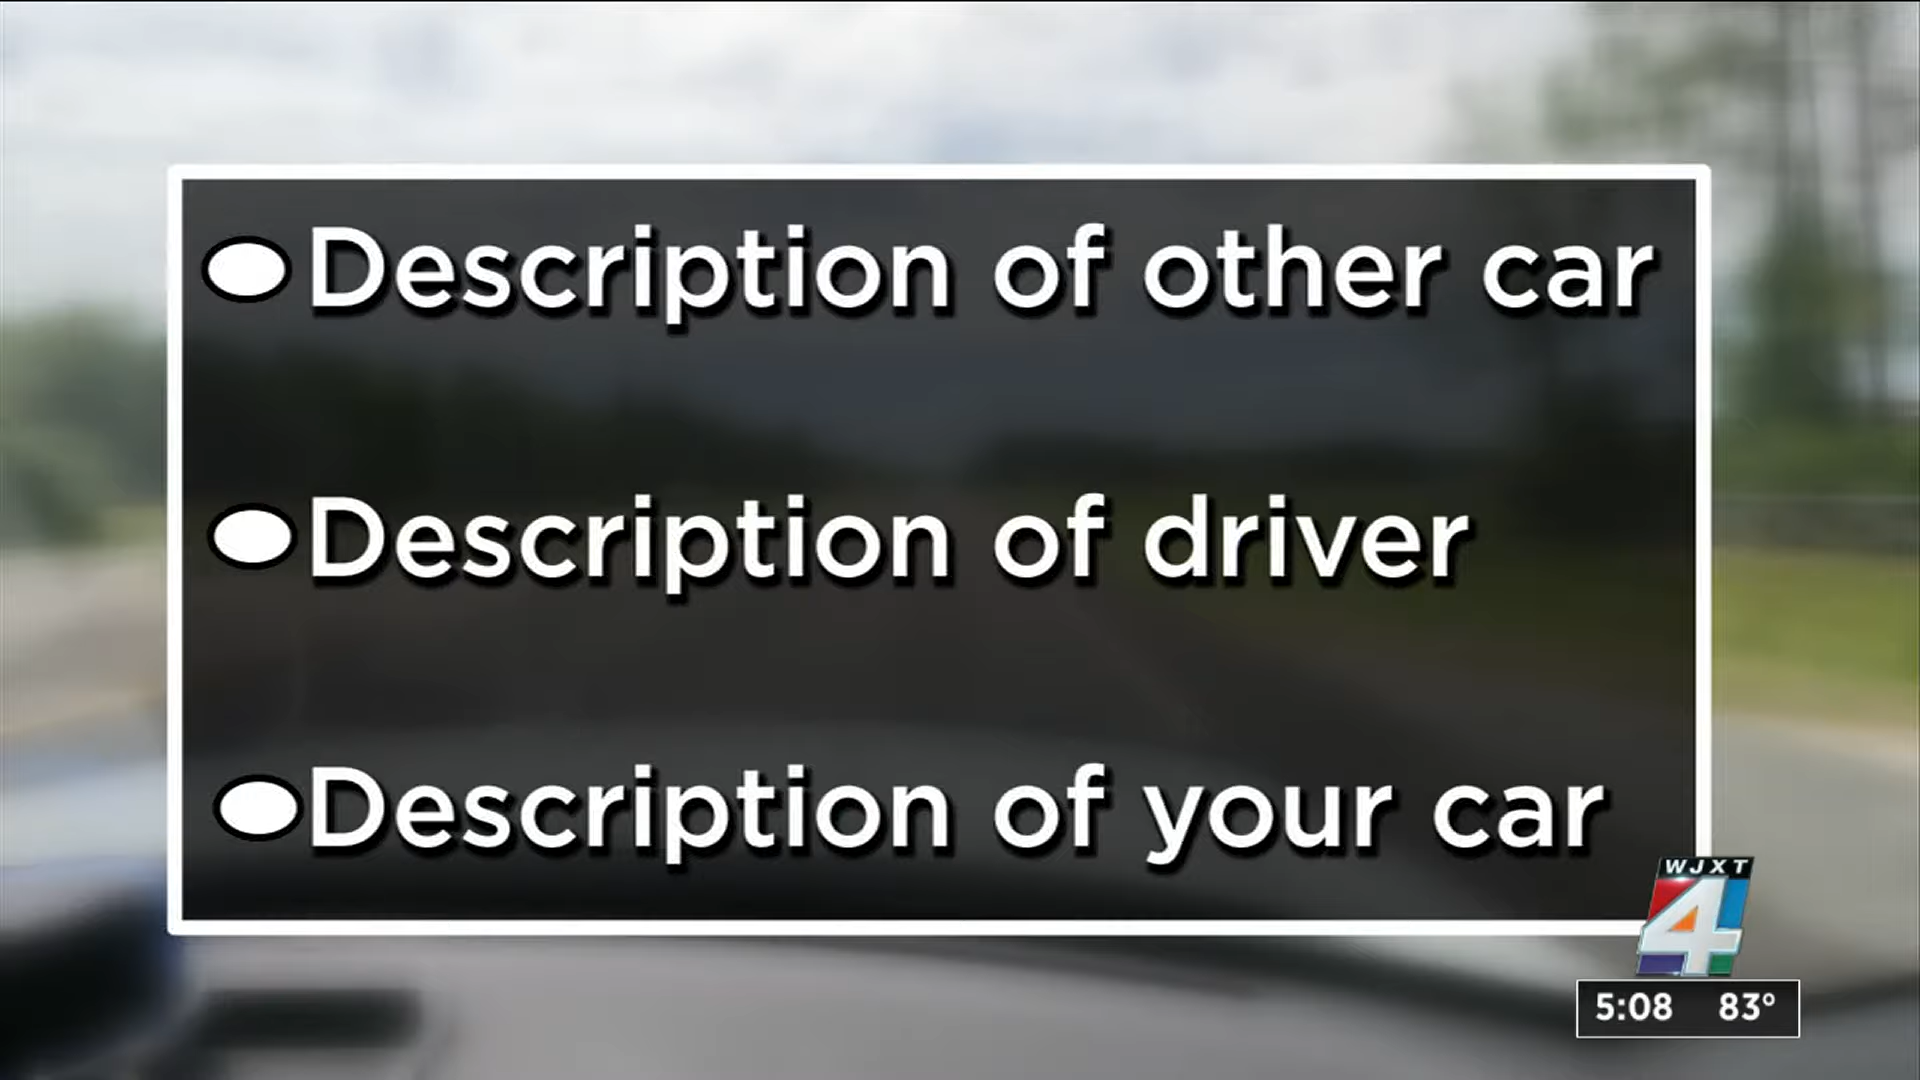 Description of other car
Description of driver
Description of your car
WJXT
4
5:08 83°